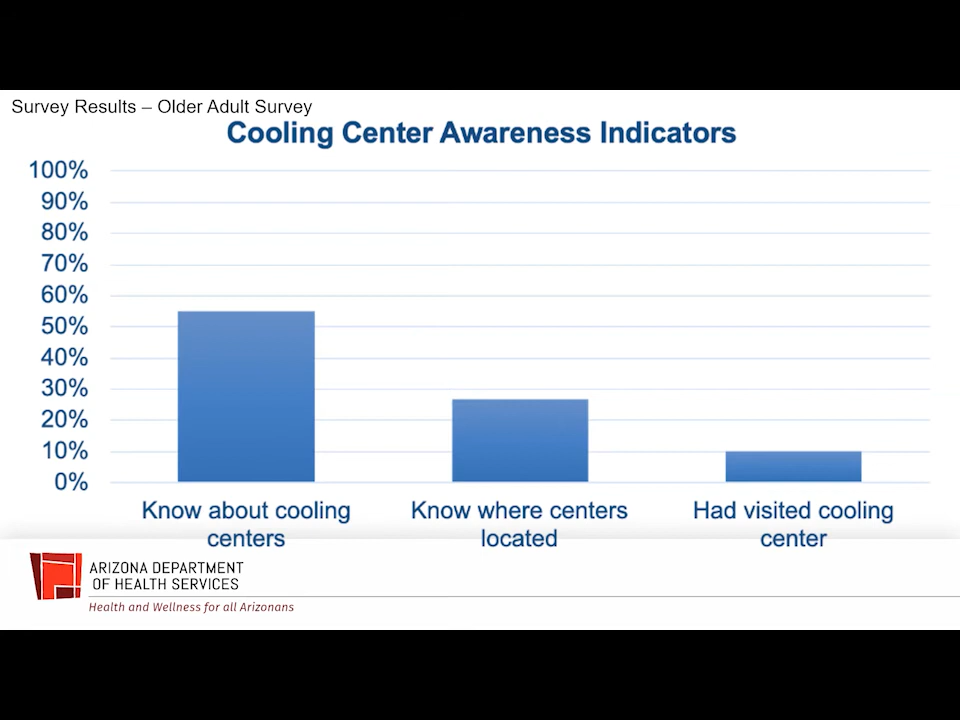 Survey Results – Older Adult Survey
Cooling Center Awareness Indicators
100%
90%
80%
70%
60%
50%
40%
30%
20%
10%
0%
Know about cooling
centers
Know where centers
located
Had visited cooling
center
ARIZONA DEPARTMENT
OF HEALTH SERVICES
Health and Wellness for all Arizonans